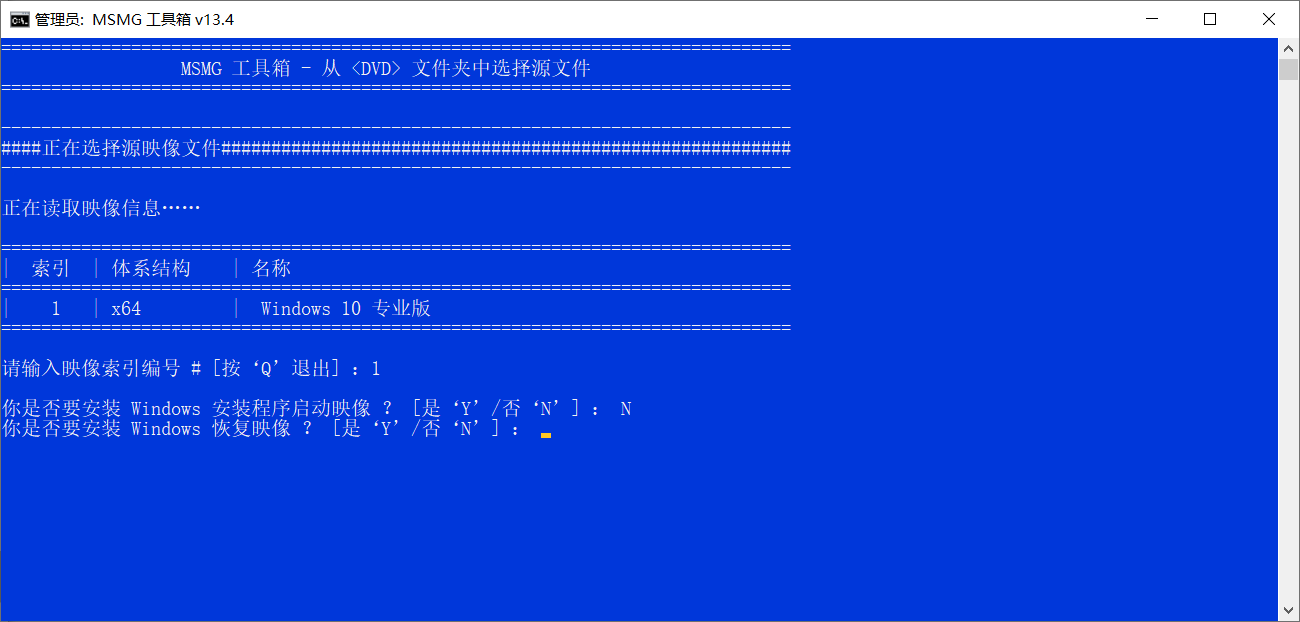 管理员: MSMG 工具箱 v13.4
===============================================================================
MSMG 工具箱 - 从 <DVD> 文件夹中选择源文件
===============================================================================
-------------------------------------------------------------------------------
####正在选择源映像文件#########################################################
-------------------------------------------------------------------------------
正在读取映像信息……
===============================================================================
| 索引 | 体系结构 | 名称
===============================================================================
| 1 | x64 | Windows 10 专业版
===============================================================================
请输入映像索引编号 # [按‘Q’退出] : 1
你是否要安装 Windows 安装程序启动映像 ? [是‘Y’/否‘N’] : N
你是否要安装 Windows 恢复映像 ? [是‘Y’/否‘N’] :